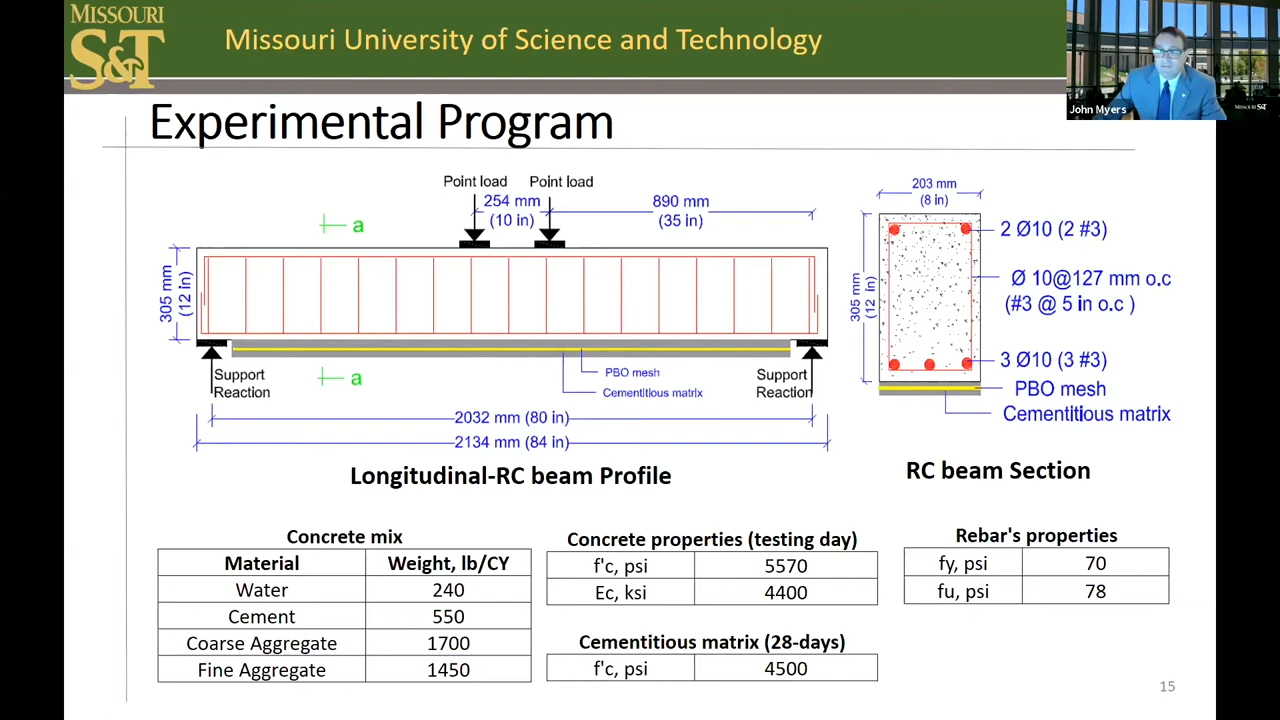 MISSOURI
S&T
Missouri University of Science and Technology
John Myers
MISSOURI S&T
Experimental Program
Point load
Point load
254 mm
(10 in)
890 mm
(35 in)
a
305 mm
(12 in)
Support
Reaction
a
PBO mesh
Cementitious matrix
Support
Reaction
2032 mm (80 in)
2134 mm (84 in)
Longitudinal-RC beam Profile
203 mm
(8 in)
2 Ø10 (2 #3)
305 mm
(12 in)
Ø 10@127 mm o.c
(#3 @ 5 in o.c )
3 Ø10 (3 #3)
PBO mesh
Cementitious matrix
RC beam Section
Concrete mix
Material Weight, lb/CY
Water 240
Cement 550
Coarse Aggregate 1700
Fine Aggregate 1450
Concrete properties (testing day)
f'c, psi 5570
Ec, ksi 4400
Cementitious matrix (28-days)
f'c, psi 4500
Rebar's properties
fy, psi 70
fu, psi 78
15